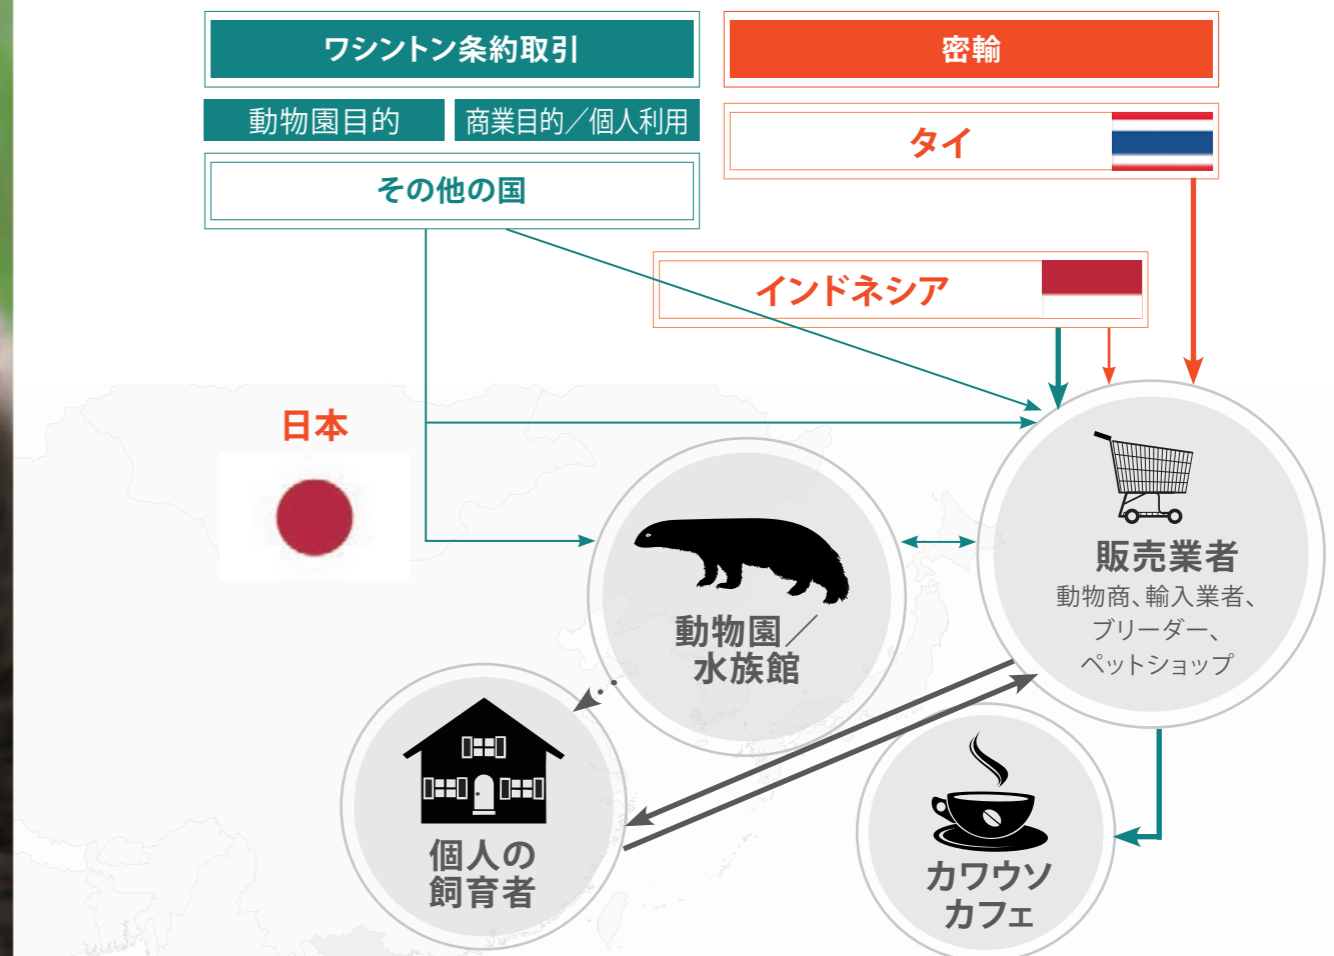 ワシントン条約取引
密輸
動物園目的
商業目的／個人利用
タイ
その他の国
インドネシア
日本
販売業者
動物商、輸入業者、
ブリーダー、
ペットショップ
動物園／
水族館
個人の
飼育者
カワウソ
カフェ